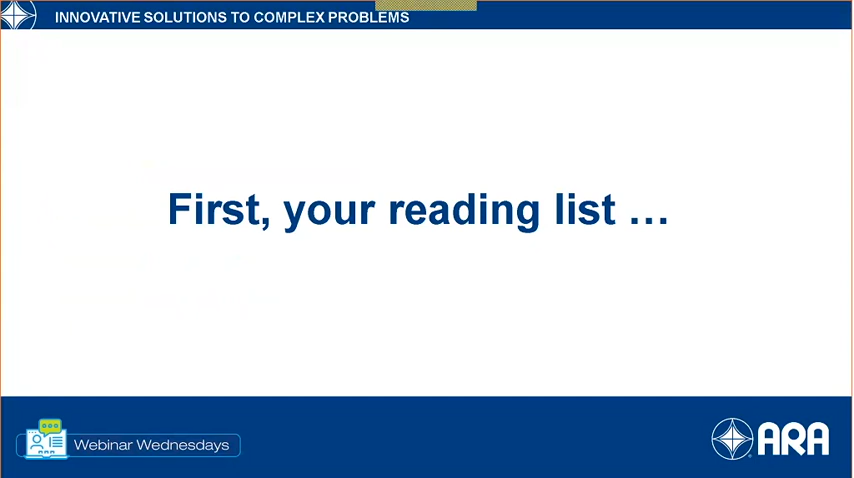 INNOVATIVE SOLUTIONS TO COMPLEX PROBLEMS
First, your reading list …
Webinar Wednesdays
ARA